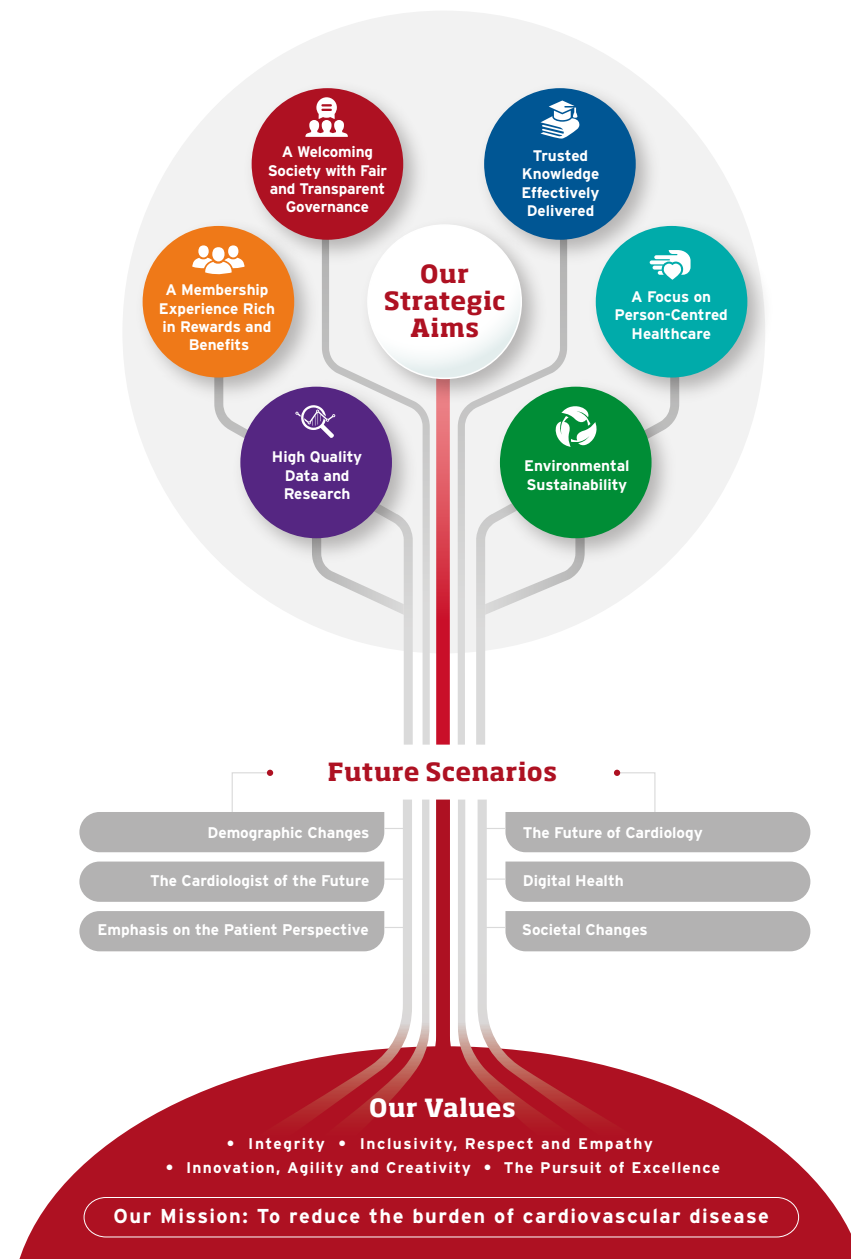 A Welcoming
Society with Fair
and Transparent
Governance
Trusted
Knowledge
Effectively
Delivered
A Membership
Experience Rich
in Rewards and
Benefits
Our
Strategic
Aims
A Focus on
Person-Centred
Healthcare
High Quality
Data and
Research
Environmental
Sustainability
Future Scenarios
Demographic Changes
The Future of Cardiology
The Cardiologist of the Future
Digital Health
Emphasis on the Patient Perspective
Societal Changes
Our Values
• Integrity • Inclusivity, Respect and Empathy
• Innovation, Agility and Creativity • The Pursuit of Excellence
Our Mission: To reduce the burden of cardiovascular disease